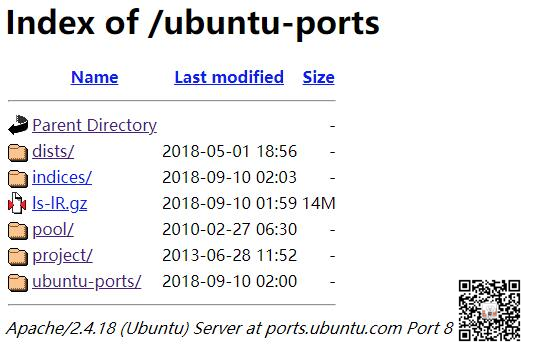 Index of /ubuntu-ports
Name Last modified Size
Parent Directory -
dists/ 2018-05-01 18:56 -
indices/ 2018-09-10 02:03 -
ls-lR.gz 2018-09-10 01:59 14M
pool/ 2010-02-27 06:30 -
project/ 2013-06-28 11:52 -
ubuntu-ports/ 2018-09-10 02:00 -
Apache/2.4.18 (Ubuntu) Server at ports.ubuntu.com Port 8